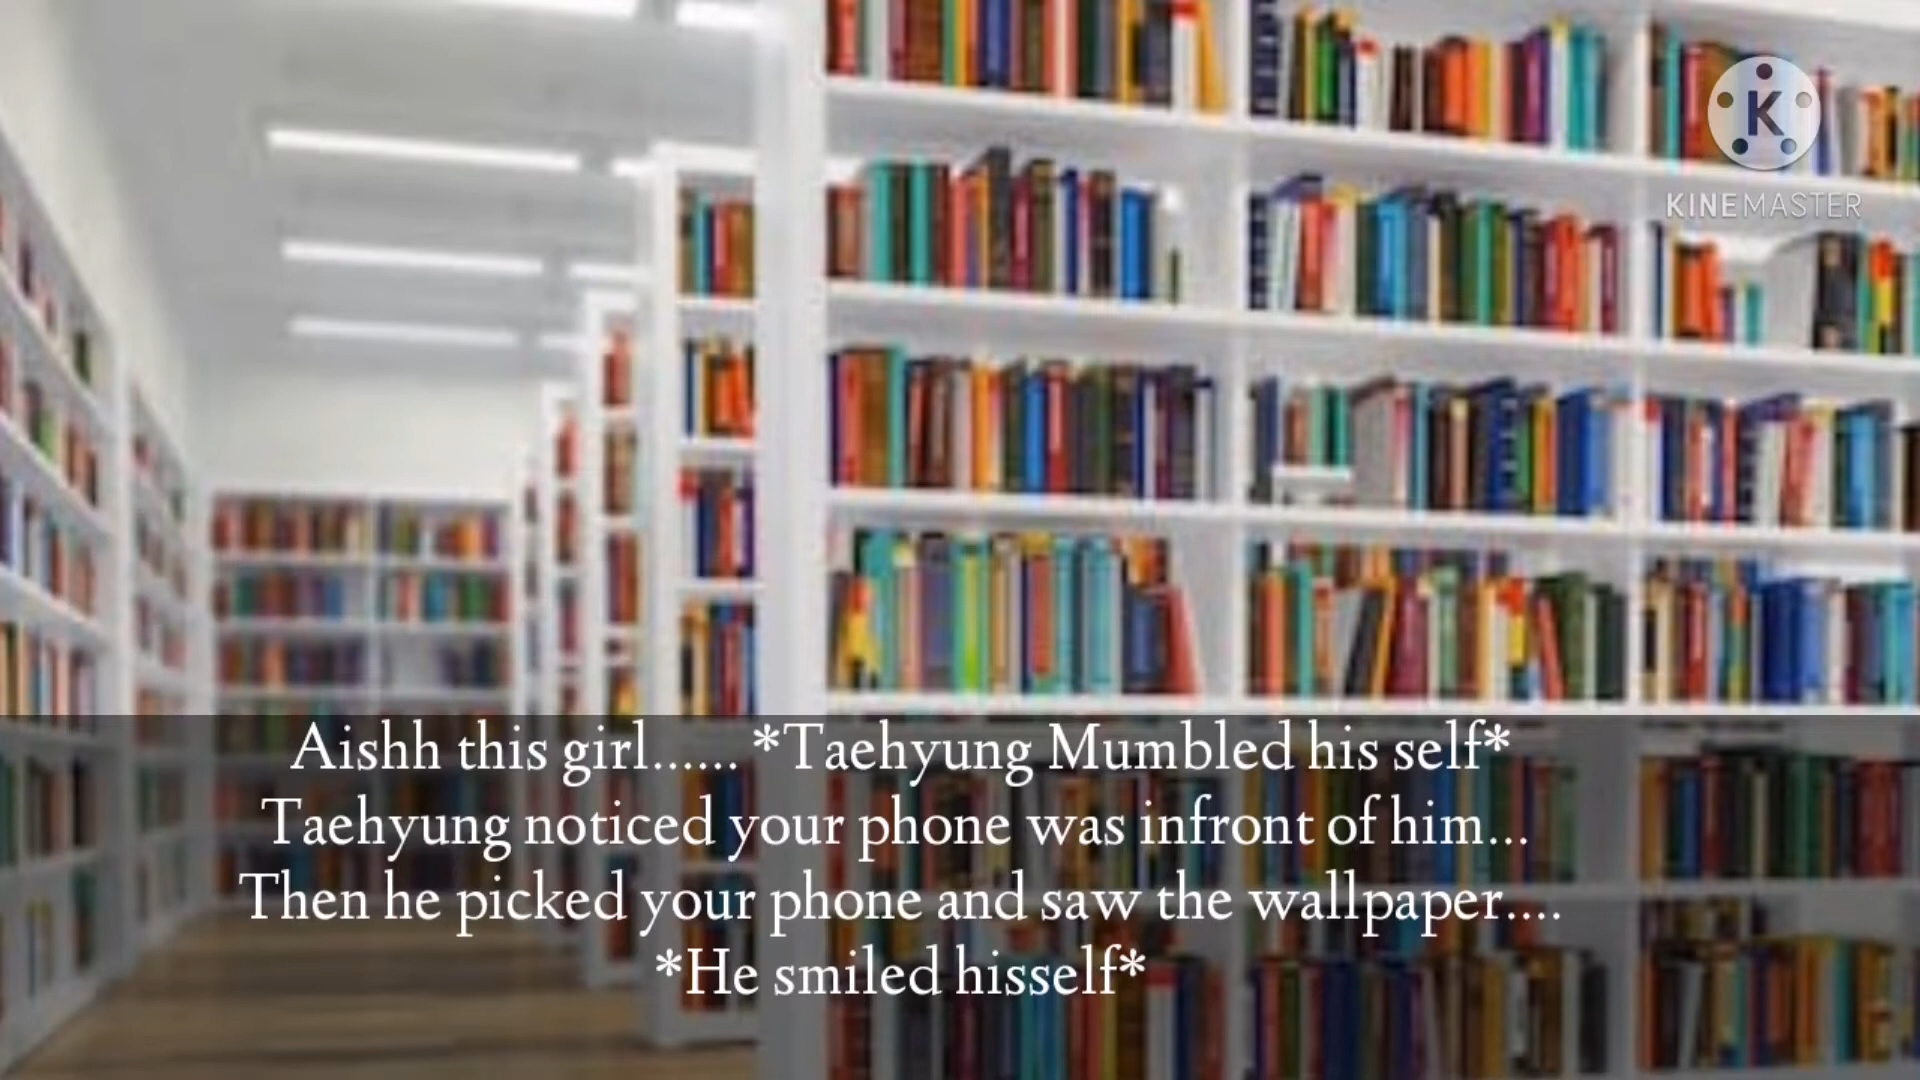 K
KINEMASTER
Aishh this girl...... *Taehyung Mumbled his self*
Taehyung noticed your phone was infront of him...
Then he picked your phone and saw the wallpaper....
*He smiled hisself*